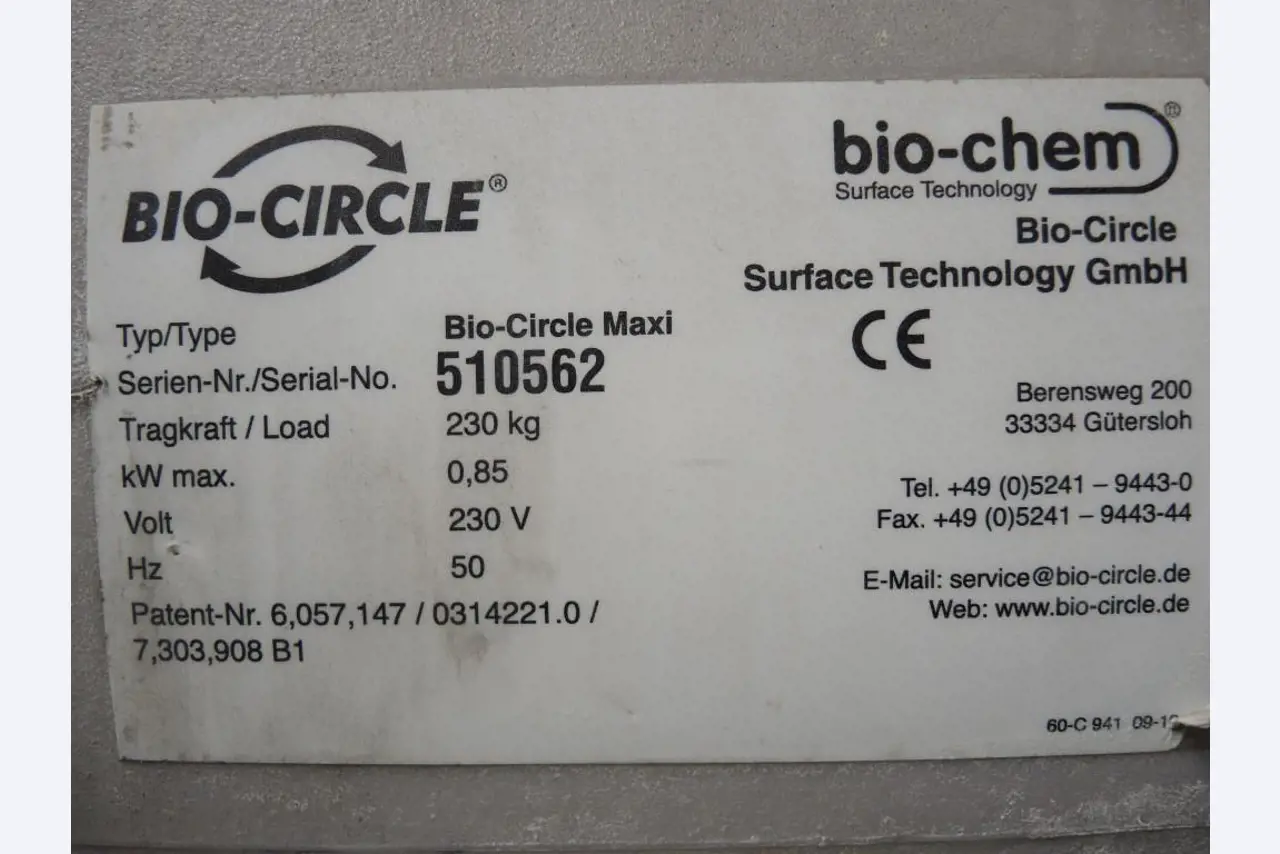 BIO-CIRCLE®
bio-chem®
Surface Technology
Bio-Circle
Surface Technology GmbH
CE
Typ/Type Bio-Circle Maxi
Serien-Nr./Serial-No. 510562
Tragkraft / Load 230 kg
kW max. 0,85
Volt 230 V
Hz 50
Patent-Nr. 6,057,147 / 0314221.0 /
7,303,908 B1
Berensweg 200
33334 Gütersloh
Tel. +49 (0)5241 – 9443-0
Fax. +49 (0)5241 – 9443-44
E-Mail: service@bio-circle.de
Web: www.bio-circle.de
60-C 941